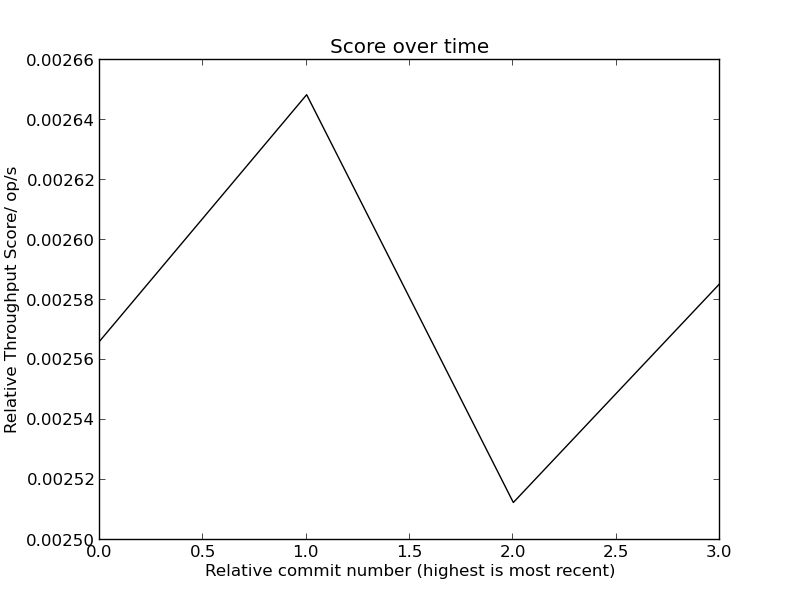 Score over time
0.00266
0.00264
0.00262
0.00260
0.00258
0.00256
0.00254
0.00252
0.00250
Relative Throughput Score/ op/s
0.0 0.5 1.0 1.5 2.0 2.5 3.0
Relative commit number (highest is most recent)